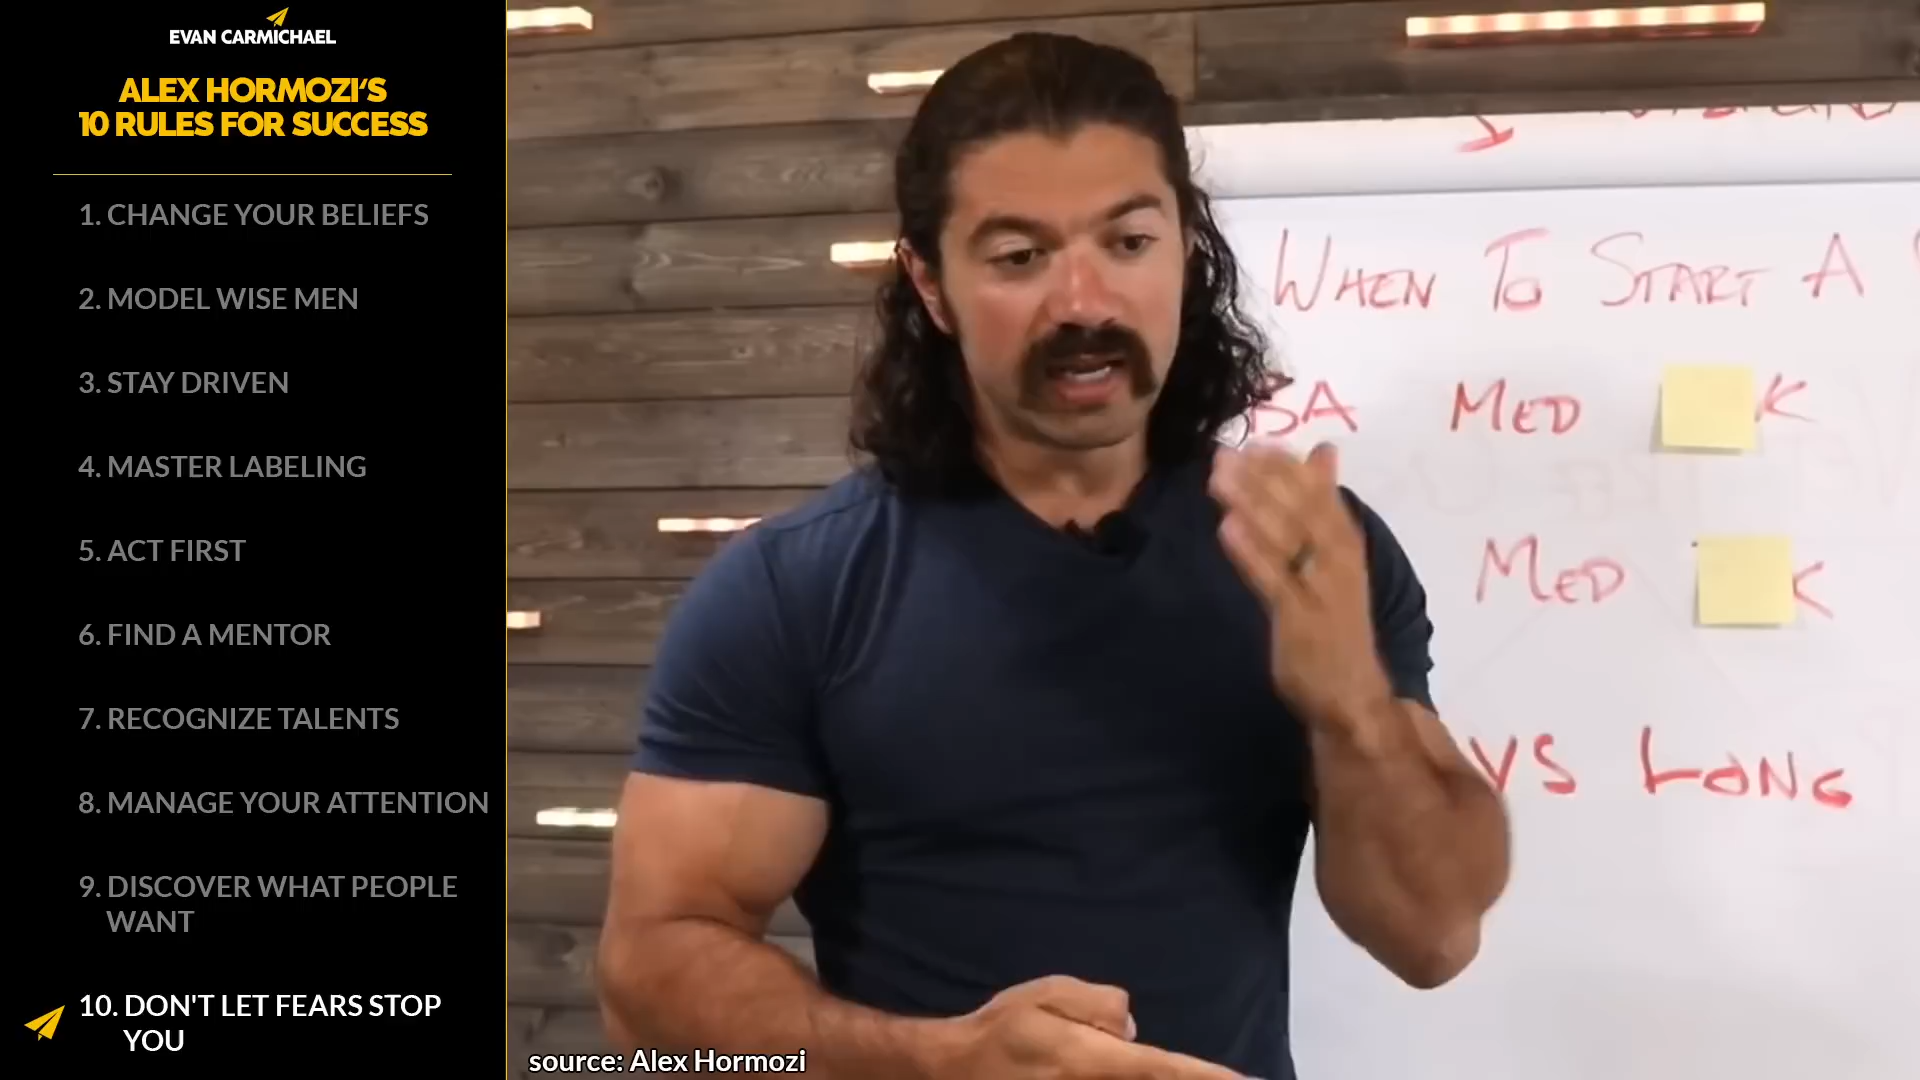 EVAN CARMICHAEL
ALEX HORMOZI'S
10 RULES FOR SUCCESS
1. CHANGE YOUR BELIEFS
2. MODEL WISE MEN
3. STAY DRIVEN
4. MASTER LABELING
5. ACT FIRST
6. FIND A MENTOR
7. RECOGNIZE TALENTS
8. MANAGE YOUR ATTENTION
9. DISCOVER WHAT PEOPLE
WANT
10. DON'T LET FEARS STOP
YOU
source: Alex Hormozi
WHEN TO START A
BA MED K
MED K
VS LONG